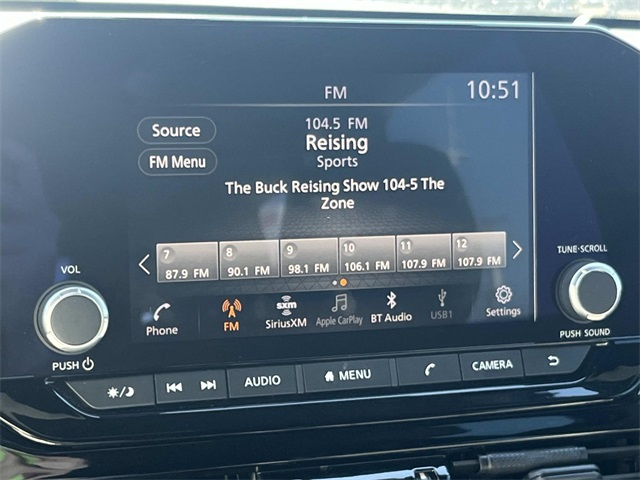 FM
10:51
Source
104.5 FM
Reising
Sports
FM Menu
The Buck Reising Show 104-5 The
Zone
7 8 9 10 11 12
87.9 FM 90.1 FM 98.1 FM 106.1 FM 107.9 FM 107.9 FM
Phone FM SiriusXM Apple CarPlay BT Audio USB1 Settings
sxm
VOL
PUSH
TUNE·SCROLL
PUSH SOUND
AUDIO MENU CAMERA